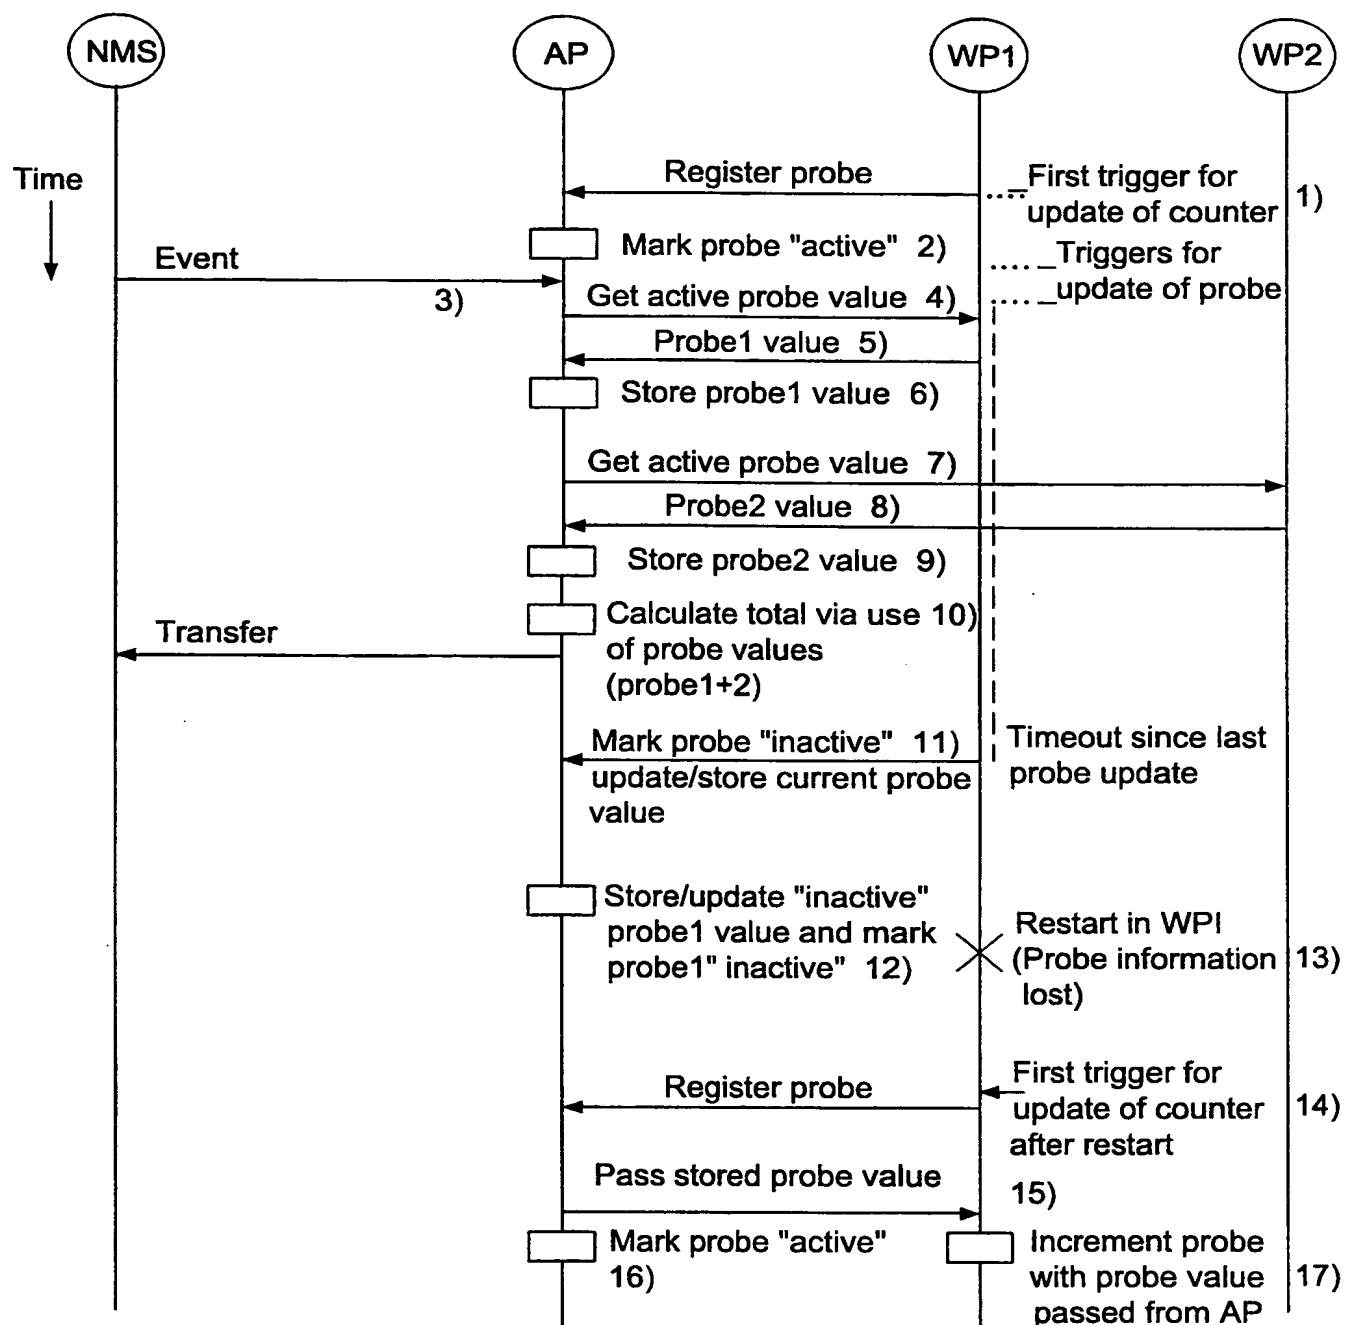 NMS
AP
WP1
WP2
Time
Register probe
First trigger for
update of counter
1)
Mark probe "active" 2)
Triggers for
update of probe
Event
3)
Get active probe value 4)
Probe1 value 5)
Store probe1 value 6)
Get active probe value 7)
Probe2 value 8)
Store probe2 value 9)
Calculate total via use 10)
of probe values
(probe1+2)
Transfer
Mark probe "inactive" 11)
update/store current probe
value
Timeout since last
probe update
Store/update "inactive"
probe1 value and mark
probe1" inactive" 12)
Restart in WPI
(Probe information
lost)
13)
Register probe
First trigger for
update of counter
after restart
14)
Pass stored probe value
15)
Mark probe "active"
16)
Increment probe
with probe value
passed from AP
17)